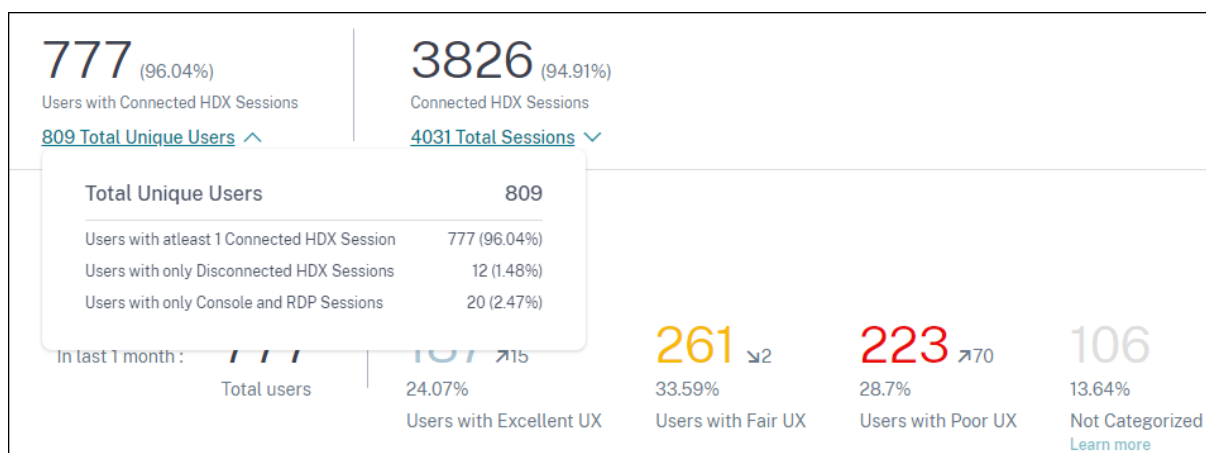 777 (96.04%)
Users with Connected HDX Sessions
809 Total Unique Users
3826 (94.91%)
Connected HDX Sessions
4031 Total Sessions
Total Unique Users 809
Users with atleast 1 Connected HDX Session 777 (96.04%)
Users with only Disconnected HDX Sessions 12 (1.48%)
Users with only Console and RDP Sessions 20 (2.47%)
In last 1 month : 777
Total users
187 15
24.07%
Users with Excellent UX
261 2
33.59%
Users with Fair UX
223 70
28.7%
Users with Poor UX
106
13.64%
Not Categorized
Learn more